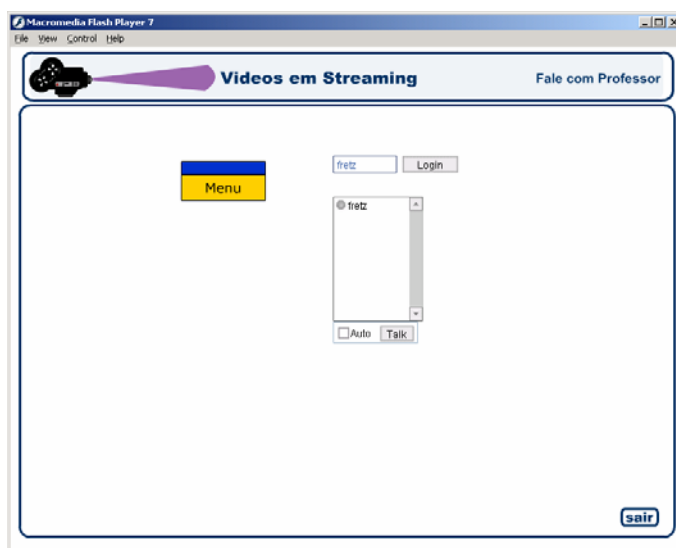 Macromedia Flash Player 7
File View Control Help
Videos em Streaming
Fale com Professor
fretz
Login
Menu
fretz
Auto
Talk
sair